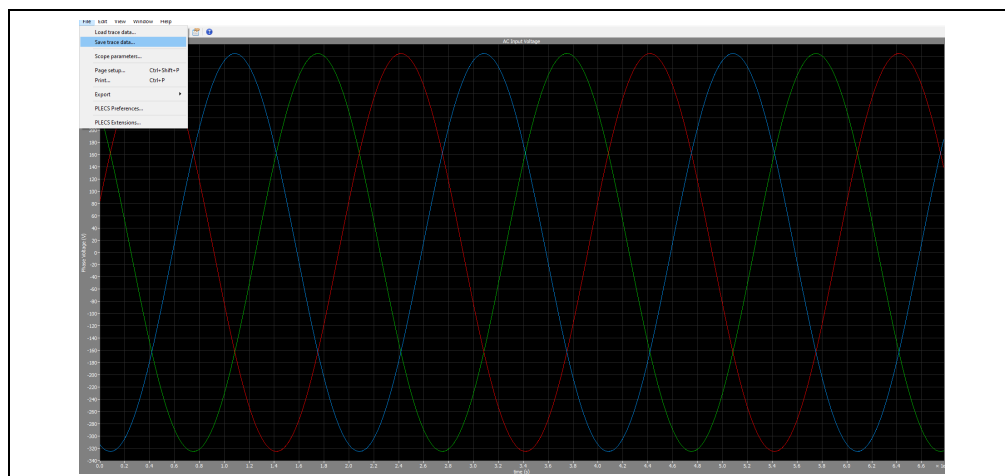 File Edit View Window Help
Load trace data...
Save trace data...
Scope parameters...
Page setup... Ctrl+Shift+P
Print... Ctrl+P
Export
PLECS Preferences...
PLECS Extensions...
AC Input Voltage
200
180
160
140
120
100
80
60
40
20
0
-20
-40
-60
-80
-100
-120
-140
-160
-180
-200
-220
-240
-260
-280
-300
-320
-340
Phase Voltage (V)
0.0 0.2 0.4 0.6 0.8 1.0 1.2 1.4 1.6 1.8 2.0 2.2 2.4 2.6 2.8 3.0 3.2 3.4 3.6 3.8 4.0 4.2 4.4 4.6 4.8 5.0 5.2 5.4 5.6 5.8 6.0 6.2 6.4 6.6
time (s)